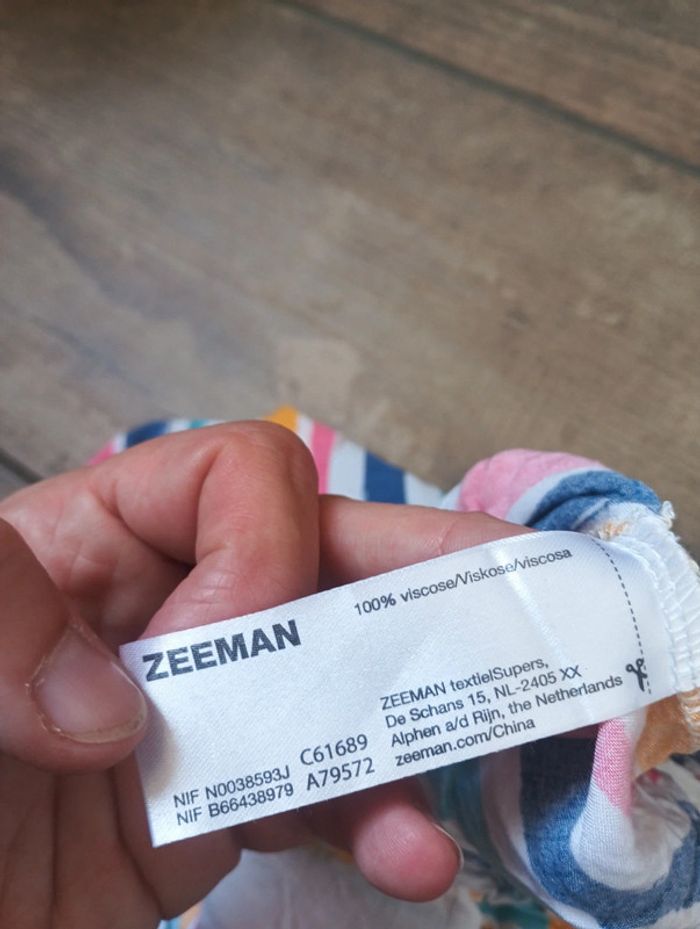 100% viscose/Viskose/viscosa
ZEEMAN
ZEEMAN textielSupers,
De Schans 15, NL-2405 XX
Alphen a/d Rijn, the Netherlands
zeeman.com/China
NIF N0038593J C61689
NIF B66438979 A79572